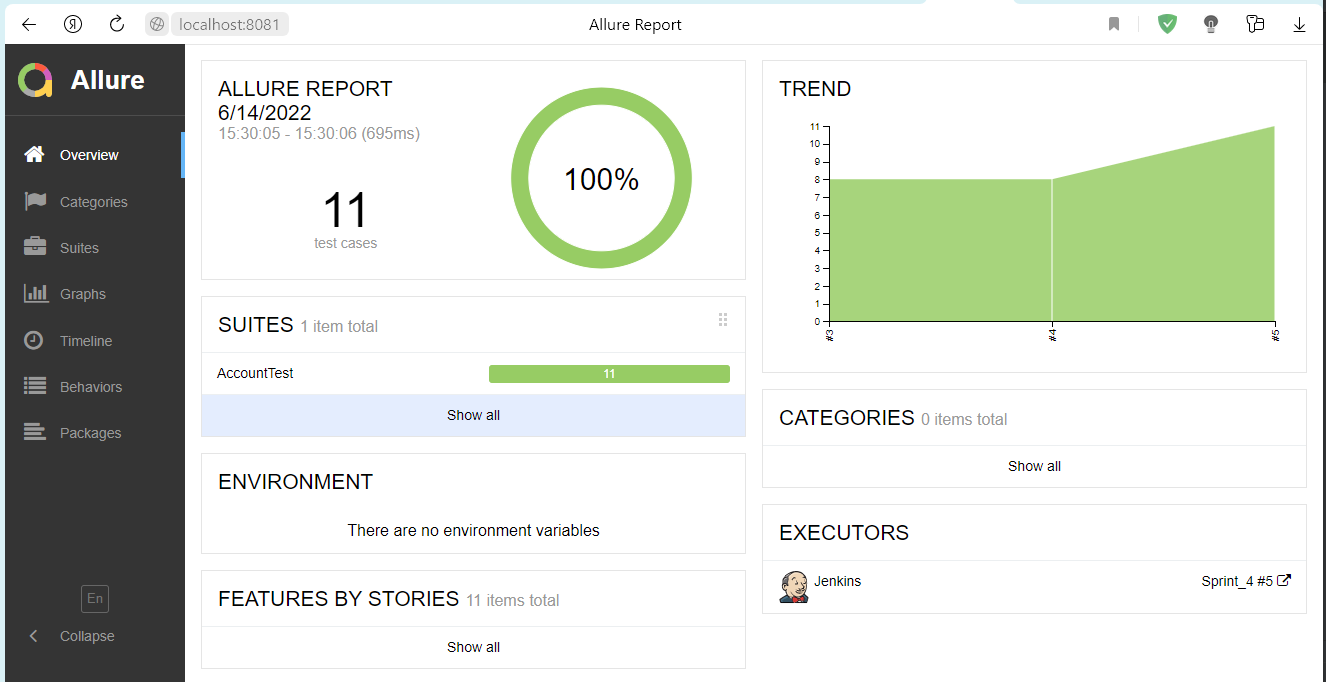 localhost:8081
Allure Report
Allure
Overview
Categories
Suites
Graphs
Timeline
Behaviors
Packages
En
Collapse
ALLURE REPORT
6/14/2022
15:30:05 - 15:30:06 (695ms)
11
test cases
100%
SUITES 1 item total
AccountTest 11
Show all
ENVIRONMENT
There are no environment variables
FEATURES BY STORIES 11 items total
Show all
TREND
11
10
9
8
7
6
5
4
3
2
1
0
#3
#4
#5
CATEGORIES 0 items total
Show all
EXECUTORS
Jenkins Sprint_4 #5